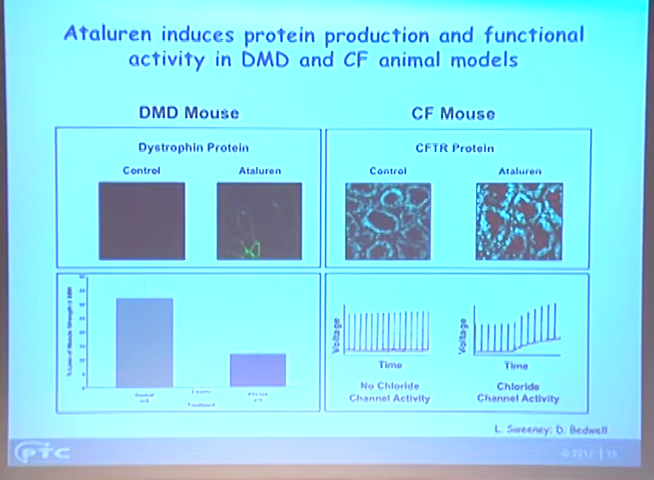 Ataluren induces protein production and functional
activity in DMD and CF animal models
DMD Mouse
CF Mouse
Dystrophin Protein
Control
Ataluren
CFTR Protein
Control
Ataluren
Voltage
Time
No Chloride
Channel Activity
Voltage
Time
Chloride
Channel Activity
L. Sweeney; D. Bedwell
PTC
© 2012